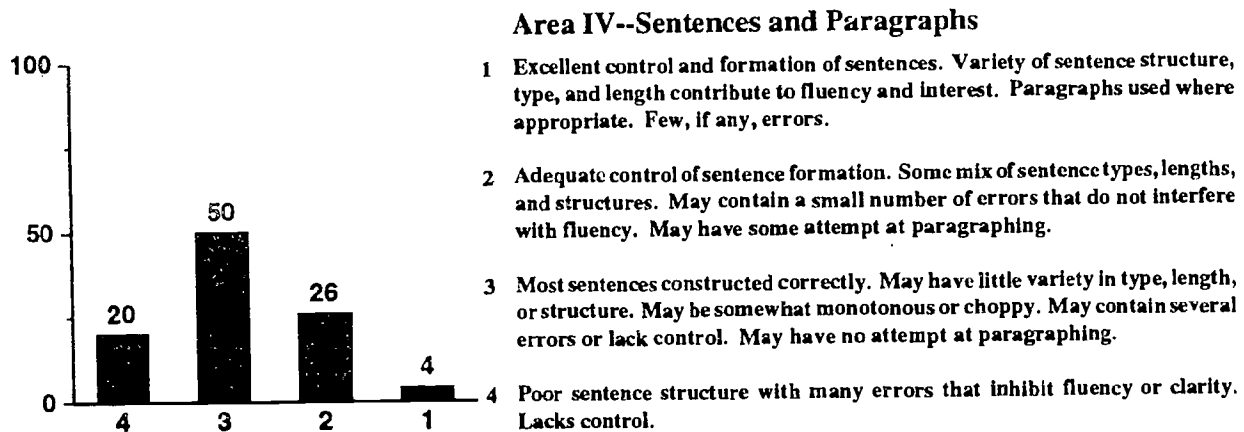 Area IV--Sentences and Paragraphs
100
50
0
20
50
26
4
4
3
2
1
1 Excellent control and formation of sentences. Variety of sentence structure,
type, and length contribute to fluency and interest. Paragraphs used where
appropriate. Few, if any, errors.
2 Adequate control of sentence formation. Some mix of sentence types, lengths,
and structures. May contain a small number of errors that do not interfere
with fluency. May have some attempt at paragraphing.
3 Most sentences constructed correctly. May have little variety in type, length,
or structure. May be somewhat monotonous or choppy. May contain several
errors or lack control. May have no attempt at paragraphing.
4 Poor sentence structure with many errors that inhibit fluency or clarity.
Lacks control.